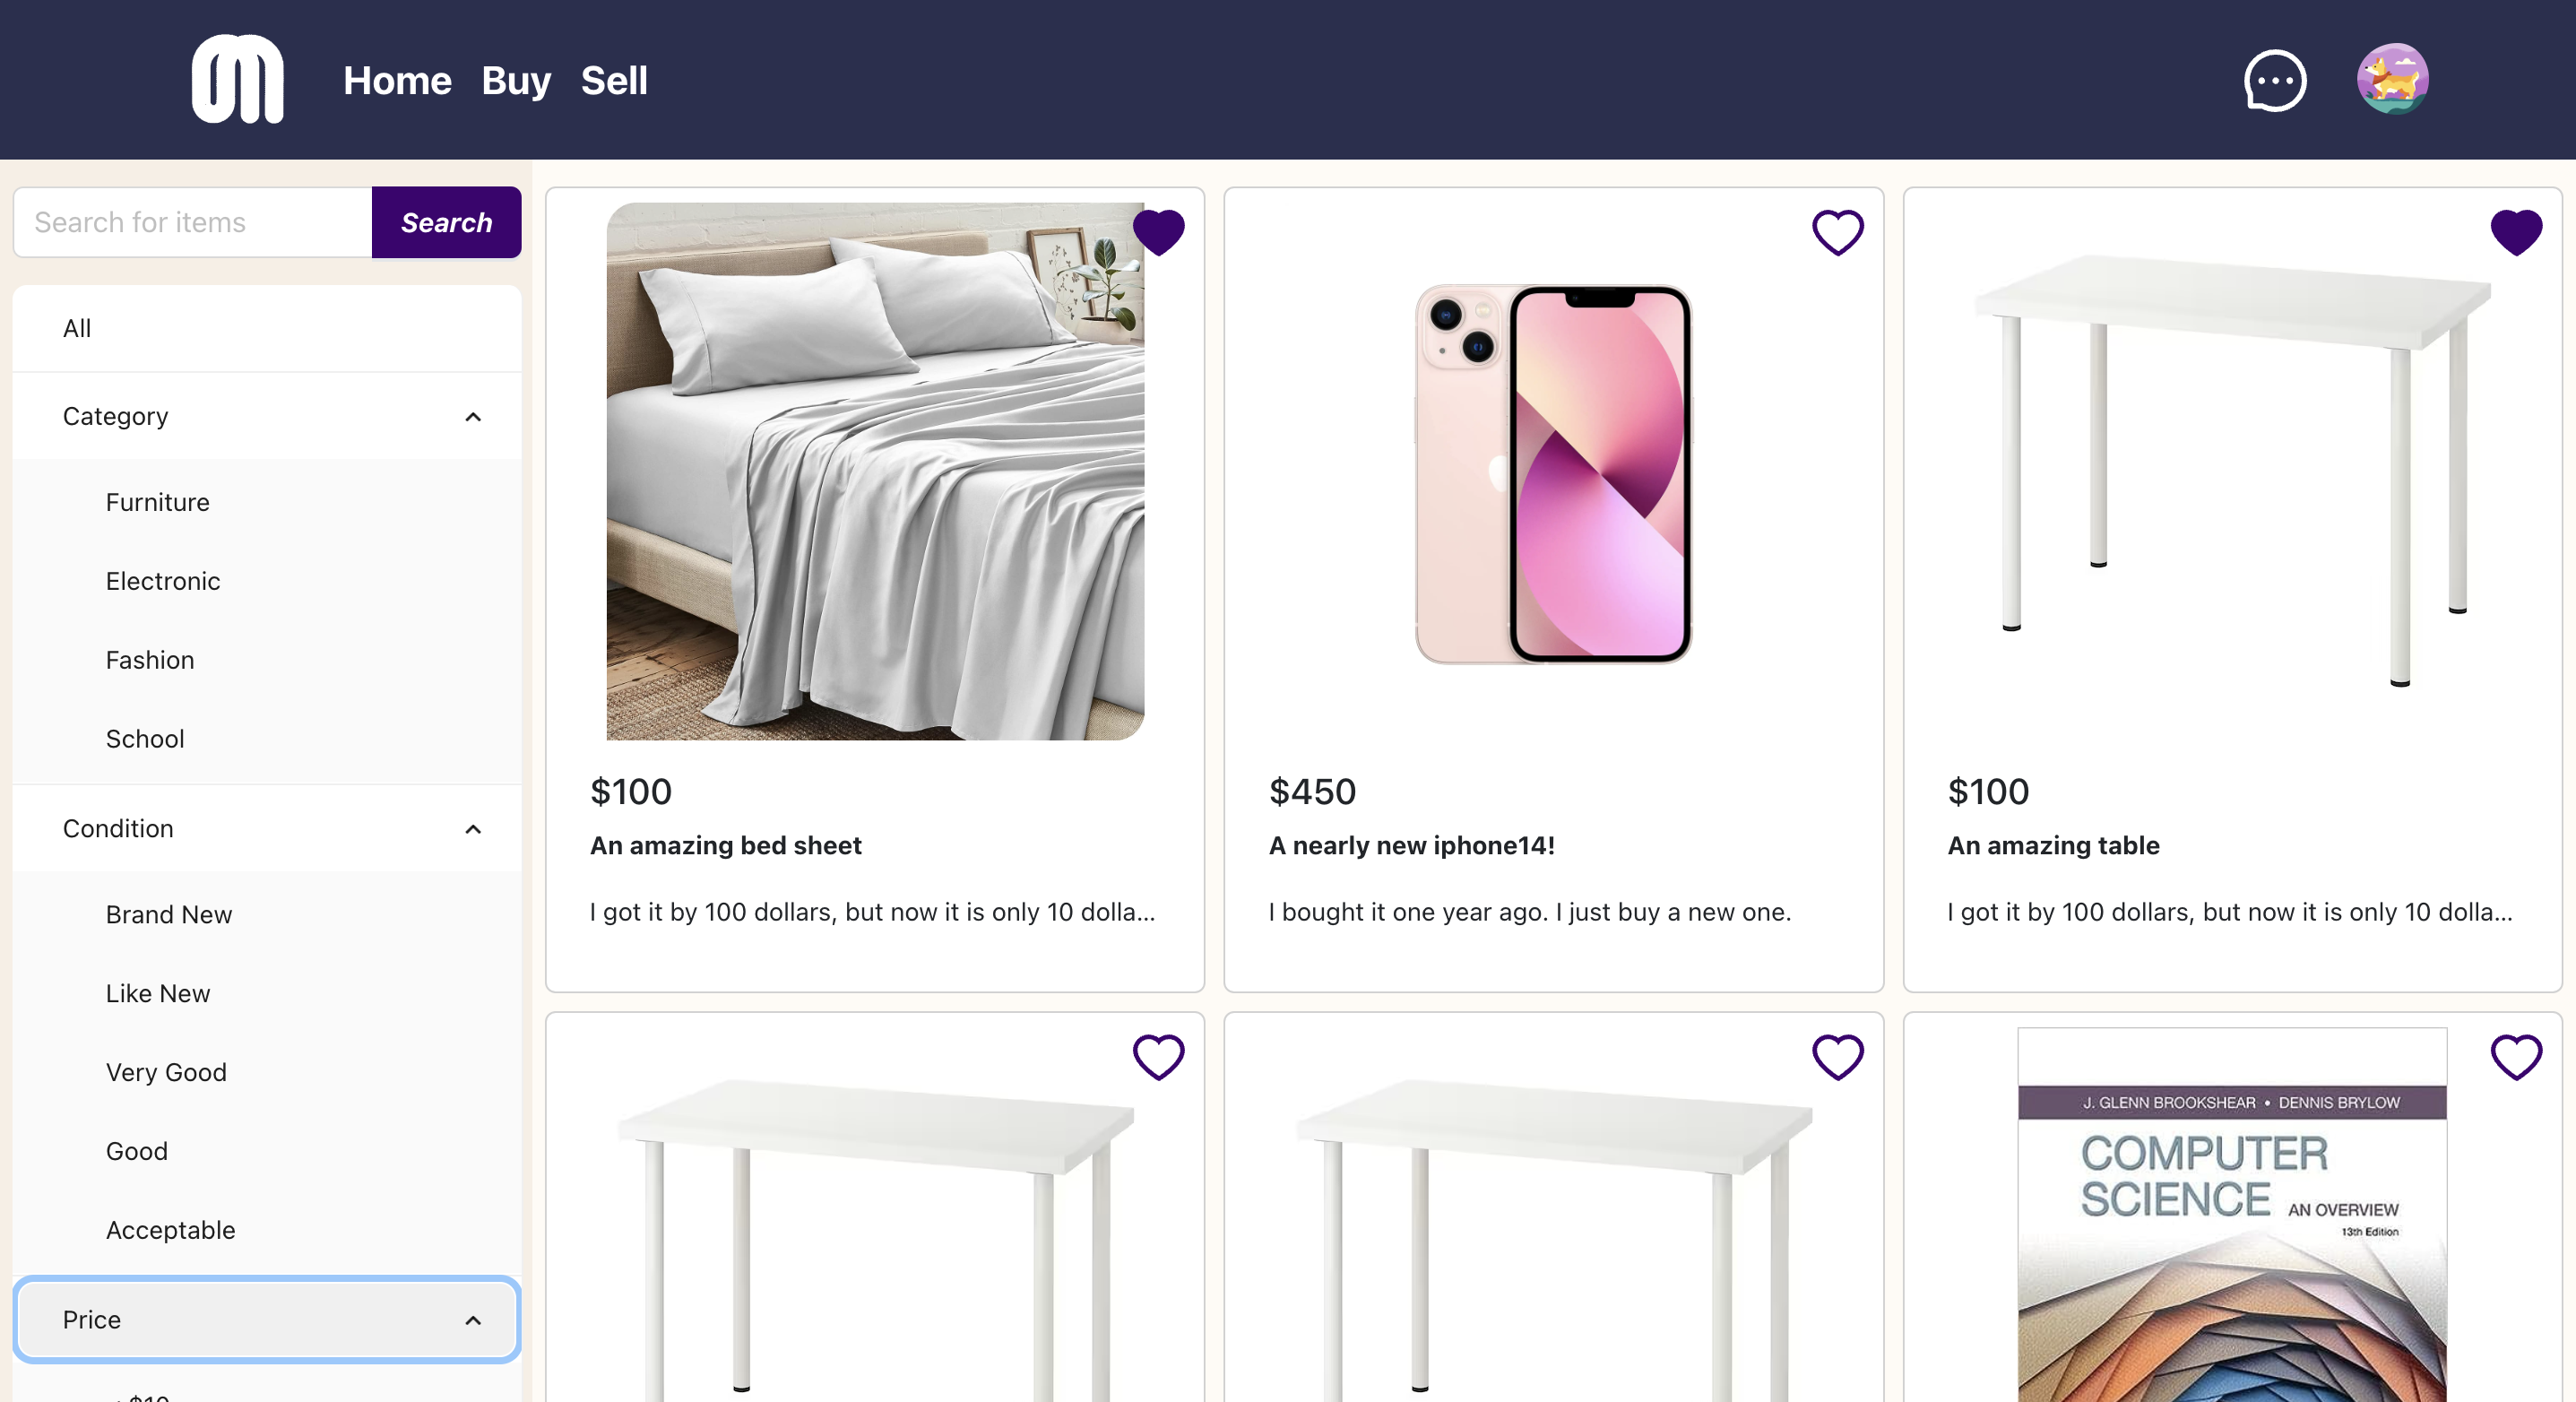 Home Buy Sell
Search for items
Search
All
Category
Furniture
Electronic
Fashion
School
Condition
Brand New
Like New
Very Good
Good
Acceptable
Price
$100
An amazing bed sheet
I got it by 100 dollars, but now it is only 10 dolla...
$450
A nearly new iphone14!
I bought it one year ago. I just buy a new one.
$100
An amazing table
I got it by 100 dollars, but now it is only 10 dolla...
J. GLENN BROOKSHEAR • DENNIS BRYLOW
COMPUTER
SCIENCE AN OVERVIEW
13th Edition